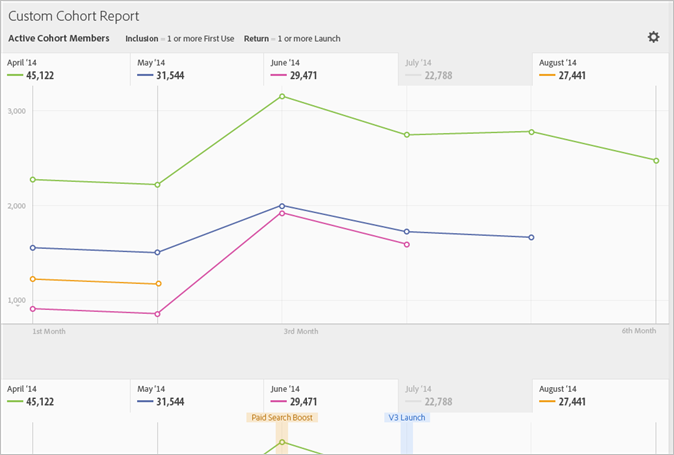 Custom Cohort Report
Active Cohort Members Inclusion = 1 or more First Use Return = 1 or more Launch
April '14 May '14 June '14 July '14 August '14
45,122 31,544 29,471 22,788 27,441
3,000
2,000
1,000
1st Month 3rd Month 6th Month
April '14 May '14 June '14 July '14 August '14
45,122 31,544 29,471 22,788 27,441
Paid Search Boost V3 Launch